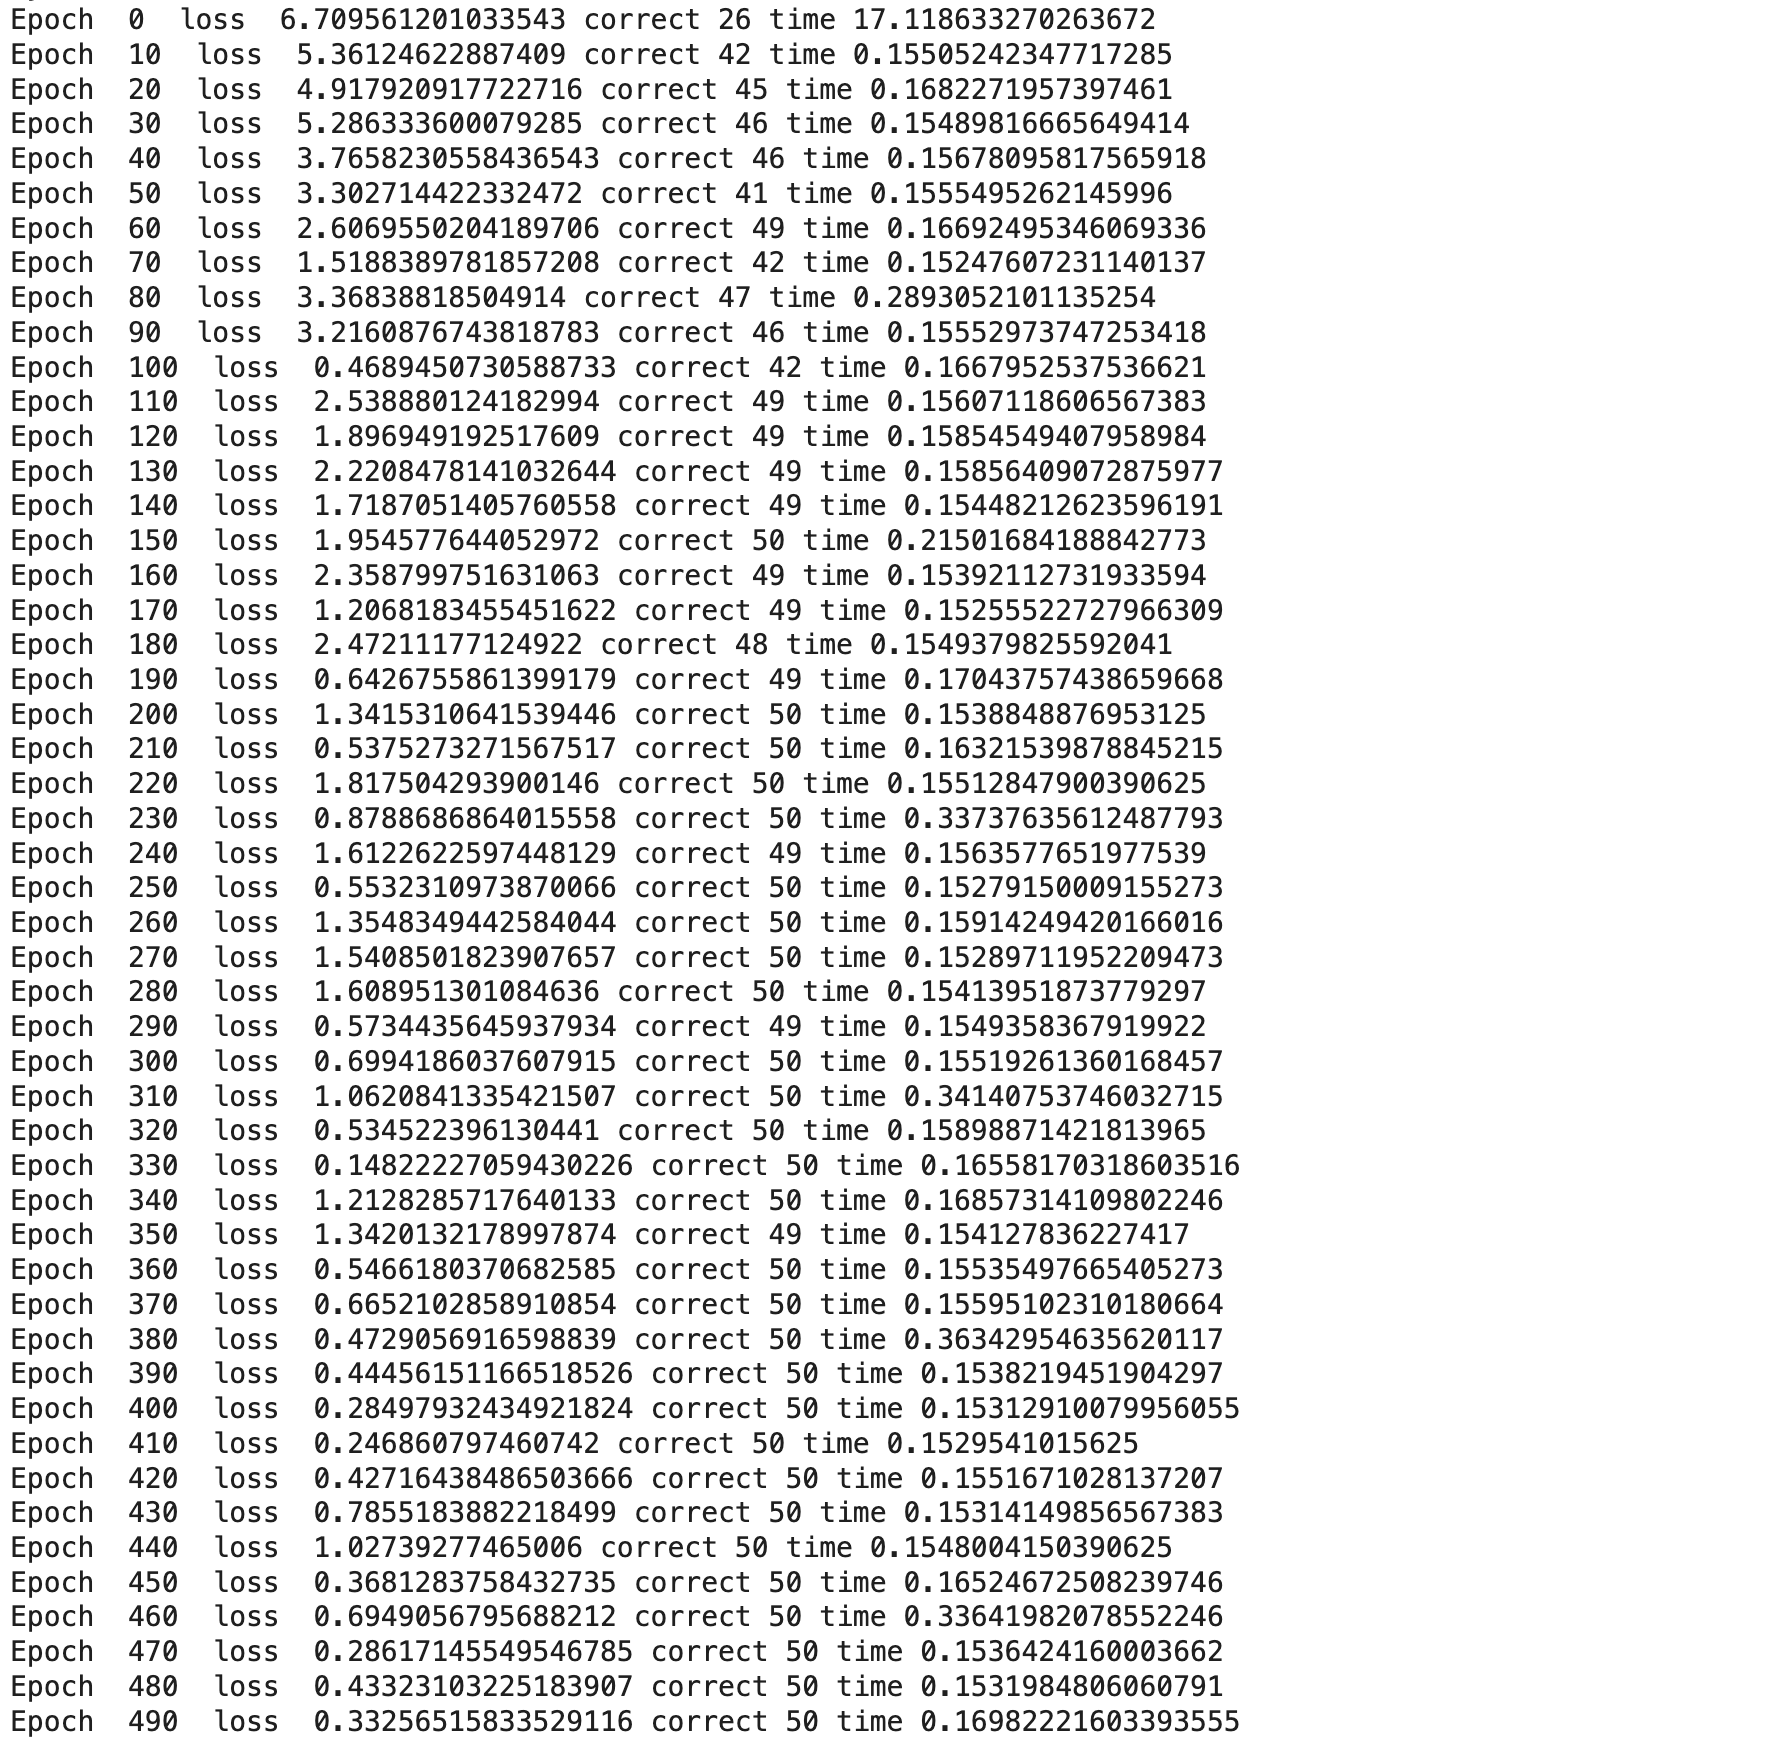 Epoch  0  loss  6.709561201033543 correct 26 time 17.118633270263672
Epoch  10  loss  5.36124622887409 correct 42 time 0.15505242347717285
Epoch  20  loss  4.917920917722716 correct 45 time 0.1682271957397461
Epoch  30  loss  5.286333600079285 correct 46 time 0.15489816665649414
Epoch  40  loss  3.7658230558436543 correct 46 time 0.15678095817565918
Epoch  50  loss  3.302714422332472 correct 41 time 0.1555495262145996
Epoch  60  loss  2.6069550204189706 correct 49 time 0.16692495346069336
Epoch  70  loss  1.5188389781857208 correct 42 time 0.15247607231140137
Epoch  80  loss  3.36838818504914 correct 47 time 0.2893052101135254
Epoch  90  loss  3.2160876743818783 correct 46 time 0.15552973747253418
Epoch  100  loss  0.4689450730588733 correct 42 time 0.1667952537536621
Epoch  110  loss  2.538880124182994 correct 49 time 0.15607118606567383
Epoch  120  loss  1.896949192517609 correct 49 time 0.15854549407958984
Epoch  130  loss  2.2208478141032644 correct 49 time 0.15856409072875977
Epoch  140  loss  1.7187051405760558 correct 49 time 0.15448212623596191
Epoch  150  loss  1.954577644052972 correct 50 time 0.21501684188842773
Epoch  160  loss  2.358799751631063 correct 49 time 0.15392112731933594
Epoch  170  loss  1.2068183455451622 correct 49 time 0.15255522727966309
Epoch  180  loss  2.47211177124922 correct 48 time 0.1549379825592041
Epoch  190  loss  0.6426755861399179 correct 49 time 0.17043757438659668
Epoch  200  loss  1.3415310641539446 correct 50 time 0.1538848876953125
Epoch  210  loss  0.5375273271567517 correct 50 time 0.16321539878845215
Epoch  220  loss  1.817504293900146 correct 50 time 0.15512847900390625
Epoch  230  loss  0.8788686864015558 correct 50 time 0.33737635612487793
Epoch  240  loss  1.6122622597448129 correct 49 time 0.1563577651977539
Epoch  250  loss  0.5532310973870066 correct 50 time 0.15279150009155273
Epoch  260  loss  1.3548349442584044 correct 50 time 0.15914249420166016
Epoch  270  loss  1.5408501823907657 correct 50 time 0.15289711952209473
Epoch  280  loss  1.608951301084636 correct 50 time 0.15413951873779297
Epoch  290  loss  0.5734435645937934 correct 49 time 0.1549358367919922
Epoch  300  loss  0.6994186037607915 correct 50 time 0.15519261360168457
Epoch  310  loss  1.0620841335421507 correct 50 time 0.34140753746032715
Epoch  320  loss  0.534522396130441 correct 50 time 0.15898871421813965
Epoch  330  loss  0.14822227059430226 correct 50 time 0.16558170318603516
Epoch  340  loss  1.2128285717640133 correct 50 time 0.16857314109802246
Epoch  350  loss  1.3420132178997874 correct 49 time 0.154127836227417
Epoch  360  loss  0.5466180370682585 correct 50 time 0.15535497665405273
Epoch  370  loss  0.6652102858910854 correct 50 time 0.15595102310180664
Epoch  380  loss  0.4729056916598839 correct 50 time 0.36342954635620117
Epoch  390  loss  0.44456151166518526 correct 50 time 0.1538219451904297
Epoch  400  loss  0.28497932434921824 correct 50 time 0.15312910079956055
Epoch  410  loss  0.246860797460742 correct 50 time 0.1529541015625
Epoch  420  loss  0.42716438486503666 correct 50 time 0.1551671028137207
Epoch  430  loss  0.7855183882218499 correct 50 time 0.15314149856567383
Epoch  440  loss  1.02739277465006 correct 50 time 0.1548004150390625
Epoch  450  loss  0.3681283758432735 correct 50 time 0.16524672508239746
Epoch  460  loss  0.6949056795688212 correct 50 time 0.33641982078552246
Epoch  470  loss  0.28617145549546785 correct 50 time 0.1536424160003662
Epoch  480  loss  0.43323103225183907 correct 50 time 0.1531984806060791
Epoch  490  loss  0.33256515833529116 correct 50 time 0.16982221603393555